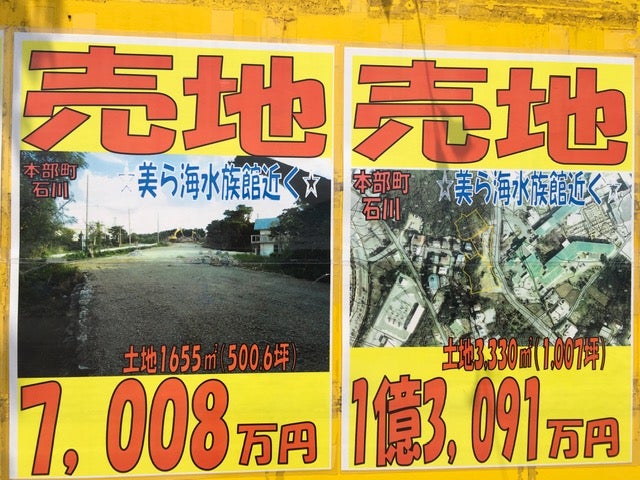 売地
本部町
石川
☆美ら海水族館近く☆
土地1655㎡(500.6坪)
7,008万円
売地
本部町
石川
☆美ら海水族館近く☆
土地3,330㎡(1,007坪)
1億3,091万円